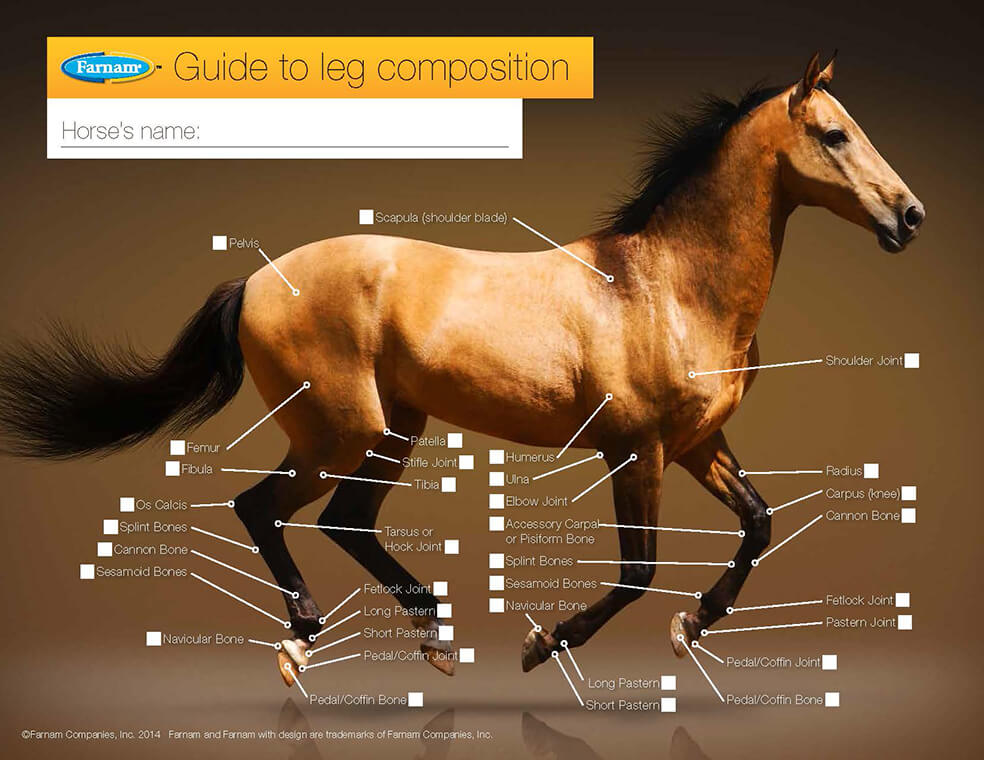 Farnam™ Guide to leg composition
Horse's name:
Scapula (shoulder blade)
Pelvis
Shoulder Joint
Femur
Fibula
Os Calcis
Splint Bones
Cannon Bone
Sesamoid Bones
Navicular Bone
Patella
Stifle Joint
Tibia
Tarsus or
Hock Joint
Fetlock Joint
Long Pastern
Short Pastern
Pedal/Coffin Joint
Pedal/Coffin Bone
Humerus
Ulna
Elbow Joint
Accessory Carpal
or Pisiform Bone
Splint Bones
Sesamoid Bones
Navicular Bone
Long Pastern
Short Pastern
Radius
Carpus (knee)
Cannon Bone
Fetlock Joint
Pastern Joint
Pedal/Coffin Joint
Pedal/Coffin Bone
©Farnam Companies, Inc. 2014 Farnam and Farnam with design are trademarks of Farnam Companies, Inc.